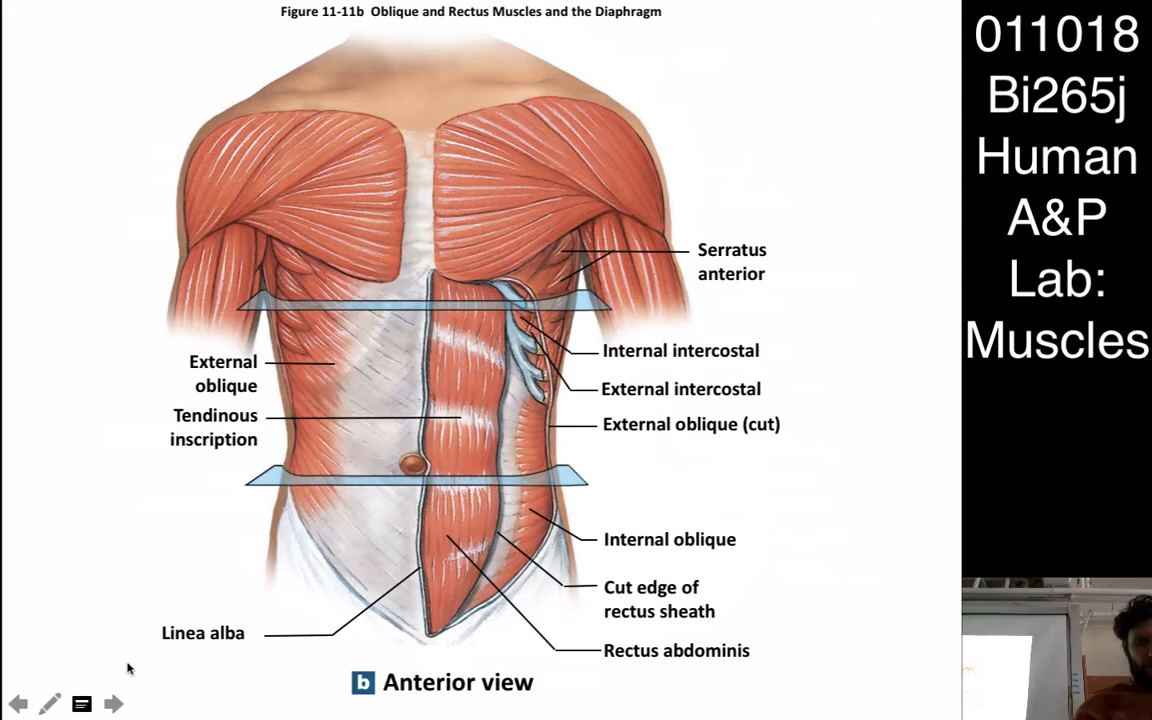 Figure 11-11b Oblique and Rectus Muscles and the Diaphragm
011018
Bi265j
Human
A&P
Lab:
Muscles
Serratus
anterior
Internal intercostal
External
oblique
External intercostal
Tendinous
inscription
External oblique (cut)
Internal oblique
Cut edge of
rectus sheath
Linea alba
Rectus abdominis
b Anterior view